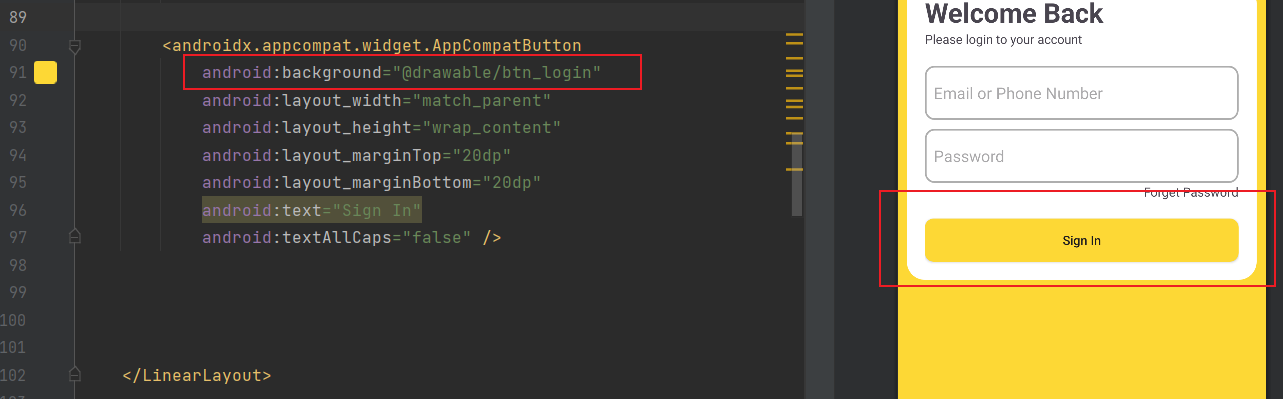 89
90 <androidx.appcompat.widget.AppCompatButton
91 android:background="@drawable/btn_login"
92 android:layout_width="match_parent"
93 android:layout_height="wrap_content"
94 android:layout_marginTop="20dp"
95 android:layout_marginBottom="20dp"
96 android:text="Sign In"
97 android:textAllCaps="false" />
98
99
100
101
102 </LinearLayout>
Welcome Back
Please login to your account
Email or Phone Number
Password
Forget Password
Sign In